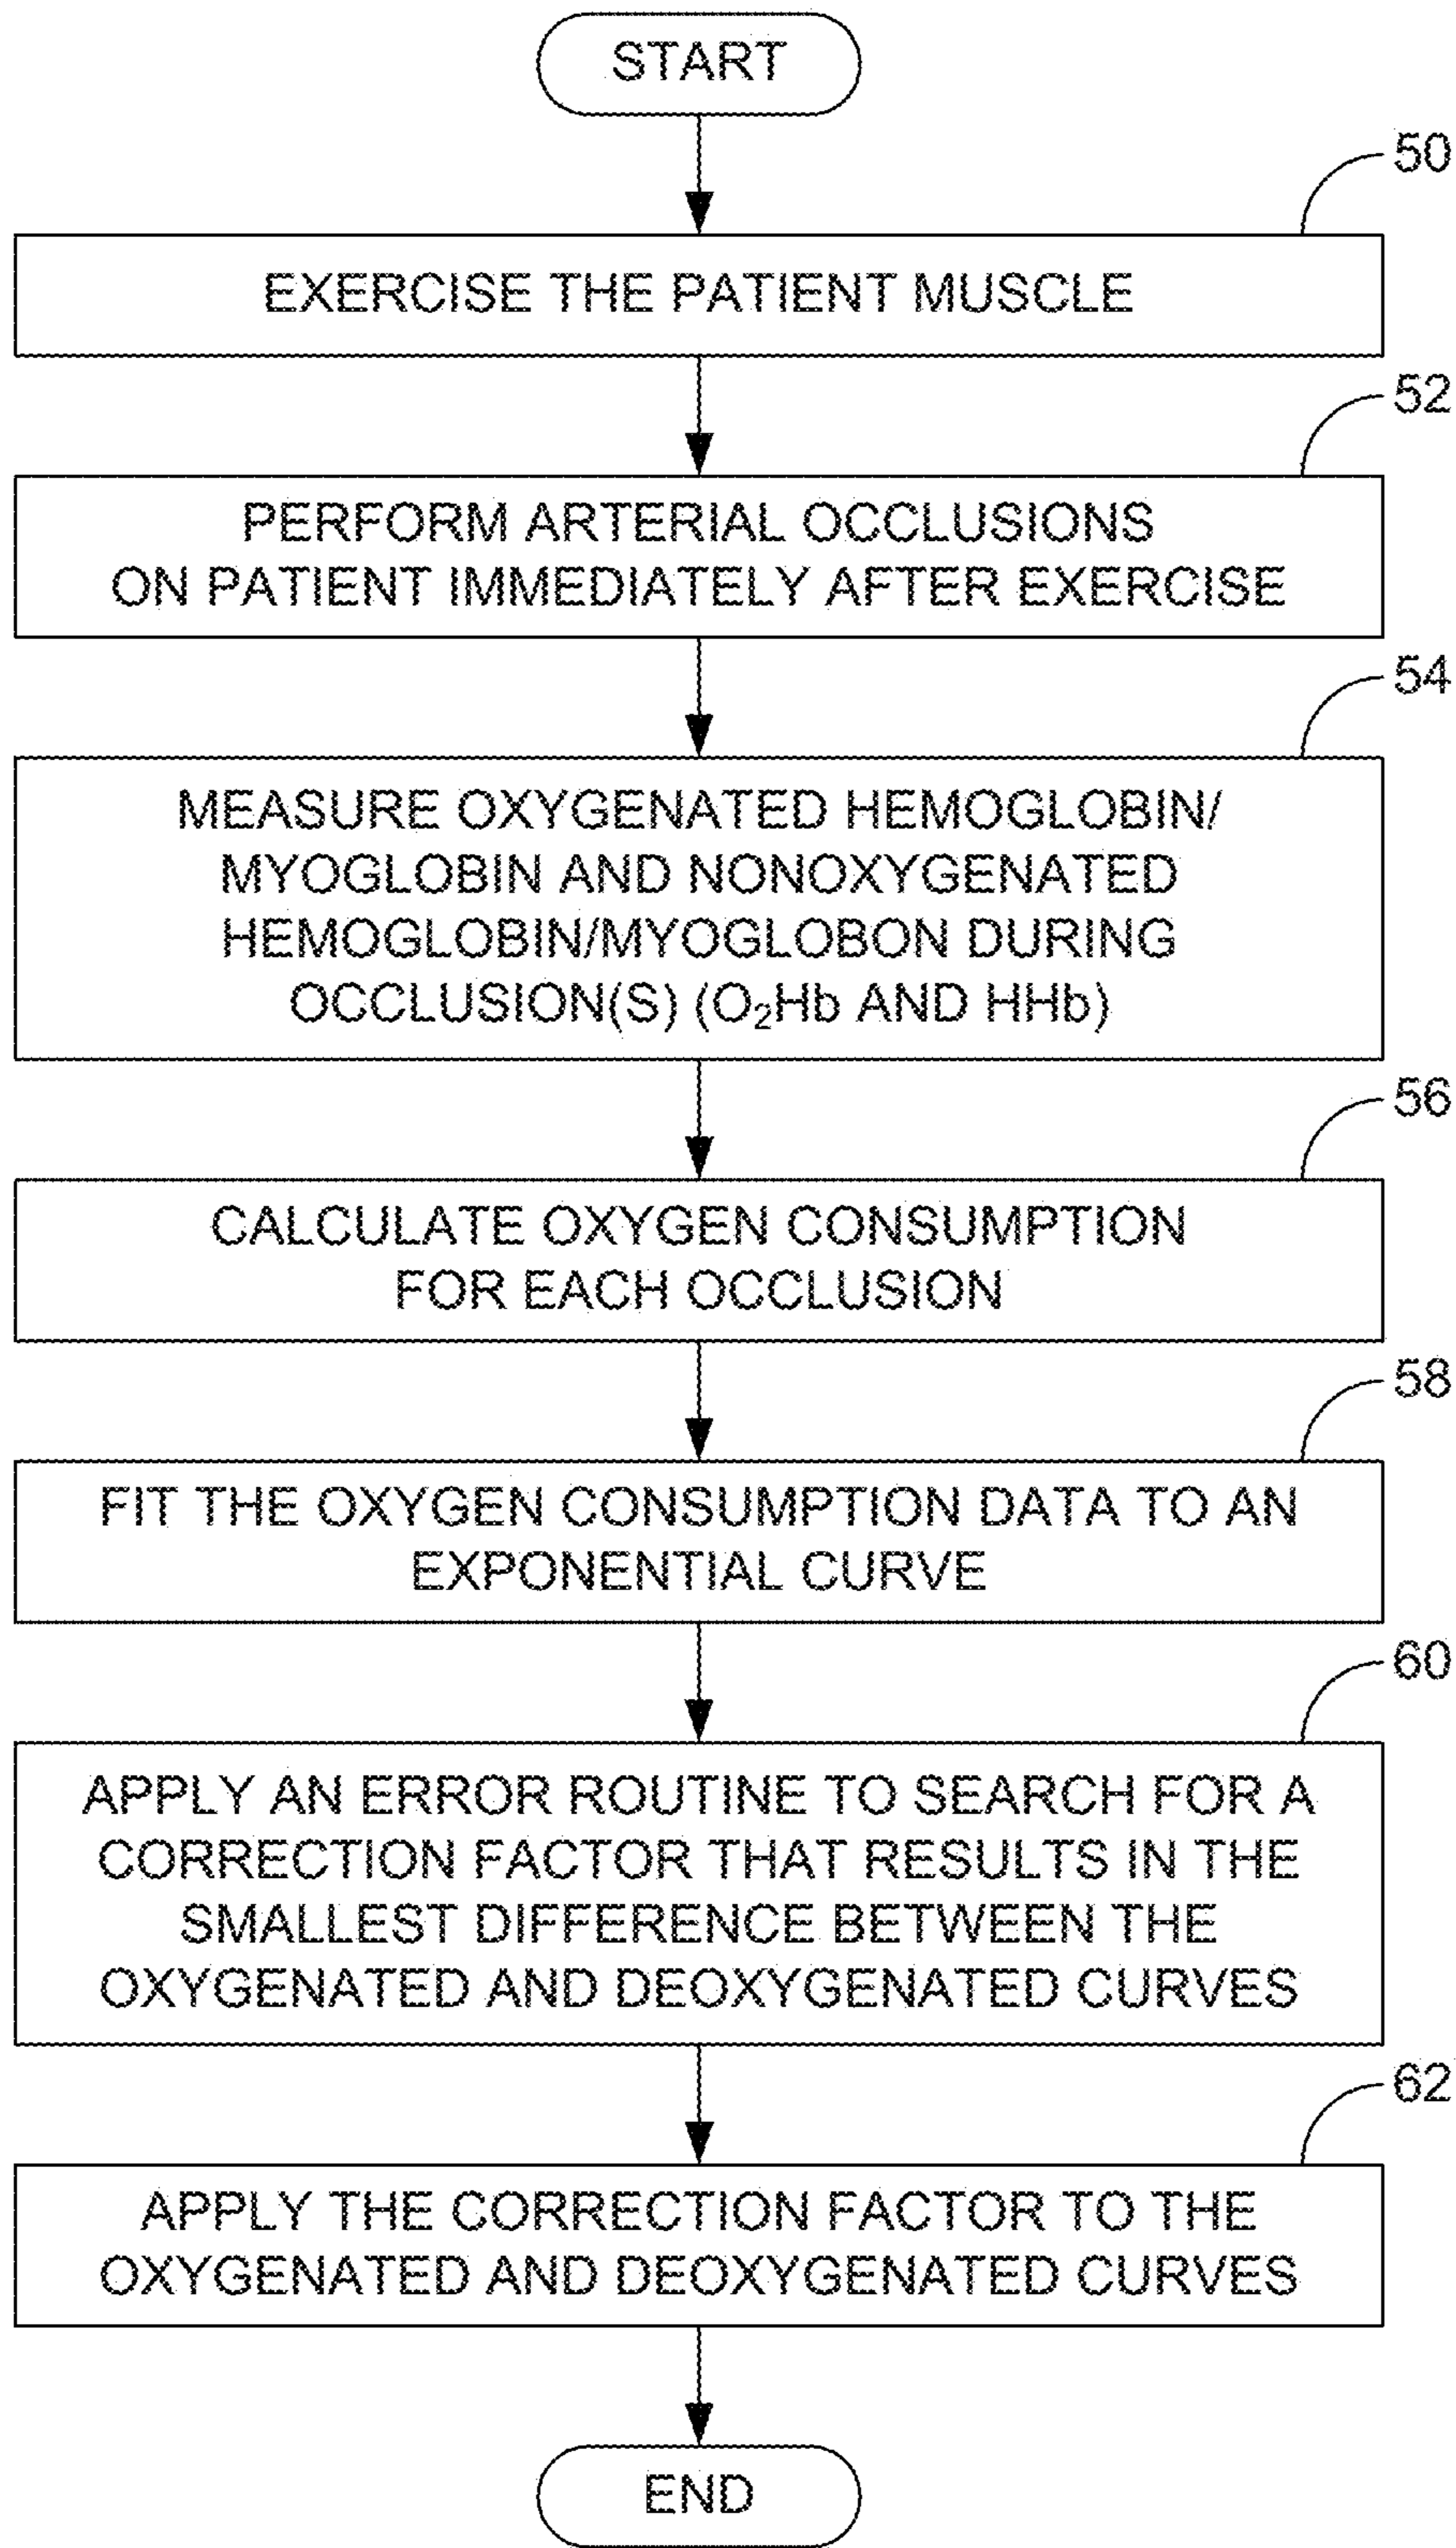 START
50
EXERCISE THE PATIENT MUSCLE
52
PERFORM ARTERIAL OCCLUSIONS
ON PATIENT IMMEDIATELY AFTER EXERCISE
54
MEASURE OXYGENATED HEMOGLOBIN/
MYOGLOBIN AND NONOXYGENATED
HEMOGLOBIN/MYOGLOBON DURING
OCCLUSION(S) (O₂Hb AND HHb)
56
CALCULATE OXYGEN CONSUMPTION
FOR EACH OCCLUSION
58
FIT THE OXYGEN CONSUMPTION DATA TO AN
EXPONENTIAL CURVE
60
APPLY AN ERROR ROUTINE TO SEARCH FOR A
CORRECTION FACTOR THAT RESULTS IN THE
SMALLEST DIFFERENCE BETWEEN THE
OXYGENATED AND DEOXYGENATED CURVES
62
APPLY THE CORRECTION FACTOR TO THE
OXYGENATED AND DEOXYGENATED CURVES
END